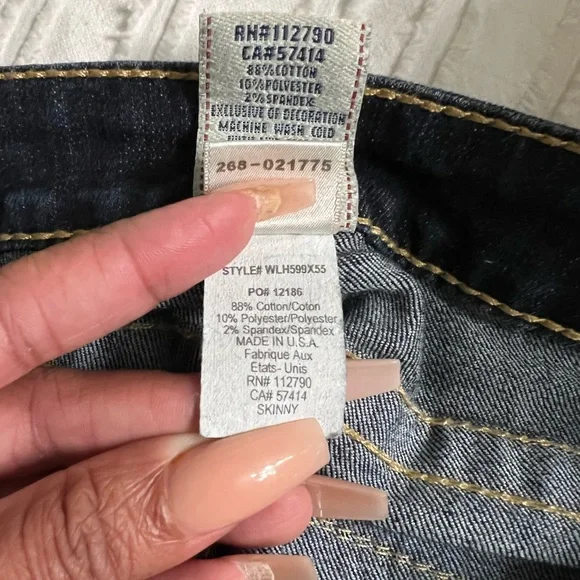 RN#112790
CA#57414
88%COTTON
10%POLYESTER
2%SPANDEX
EXCLUSIVE OF DECORATION
MACHINE WASH COLD
268-021775
STYLE# WLH599X55
PO# 12186
88% Cotton/Coton
10% Polyester/Polyester
2% Spandex/Spandex
MADE IN U.S.A.
Fabrique Aux
Etats- Unis
RN# 112790
CA# 57414
SKINNY